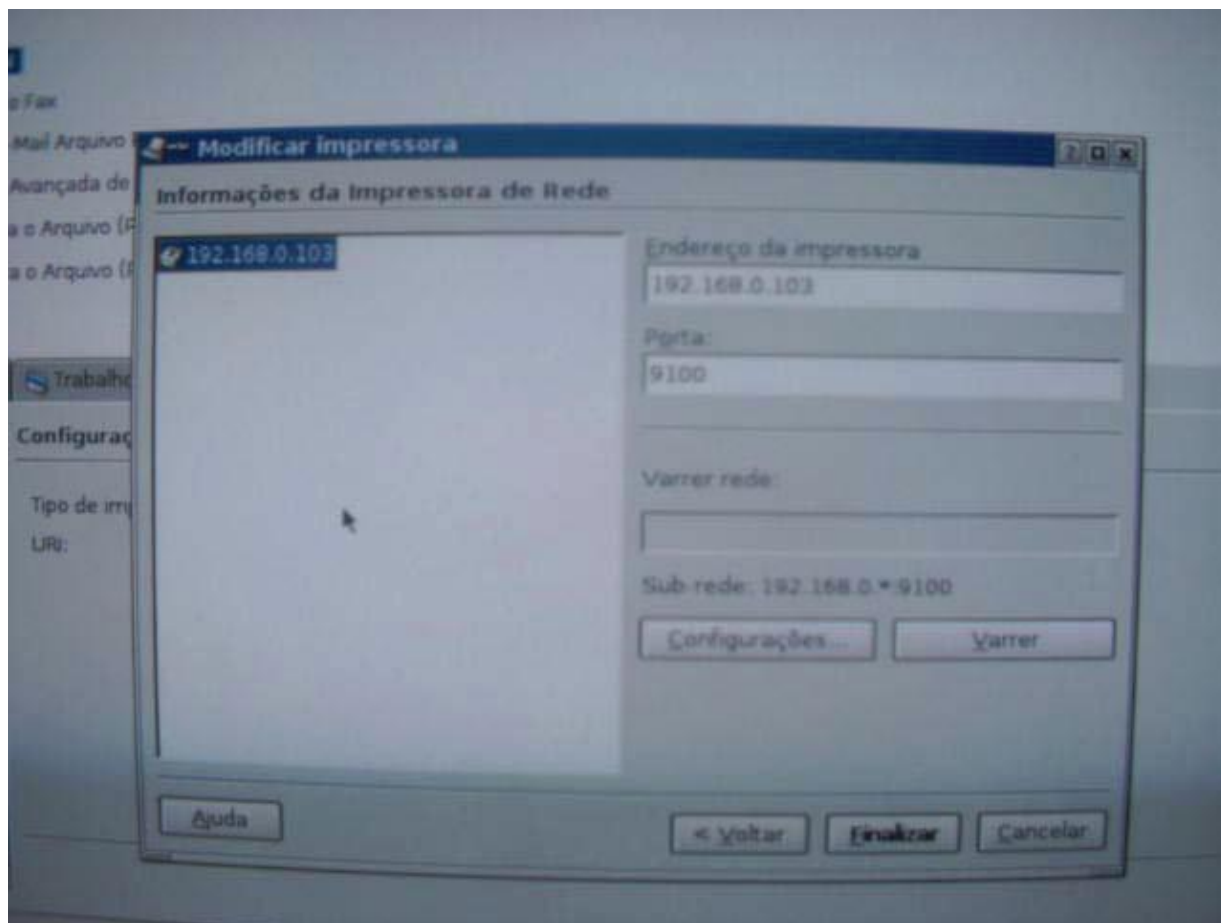 o Fax
-Mail Arquivo
Avançada de
a o Arquivo (P
a o Arquivo (P
Trabalho
Configuraç
Tipo de imp
URI:
Modificar impressora
Informações da Impressora de Rede
192.168.0.103
Endereço da impressora
192.168.0.103
Porta:
9100
Varrer rede:
Sub-rede: 192.168.0.*:9100
Configurações...
Varrer
Ajuda
< Voltar
Finalizar
Cancelar